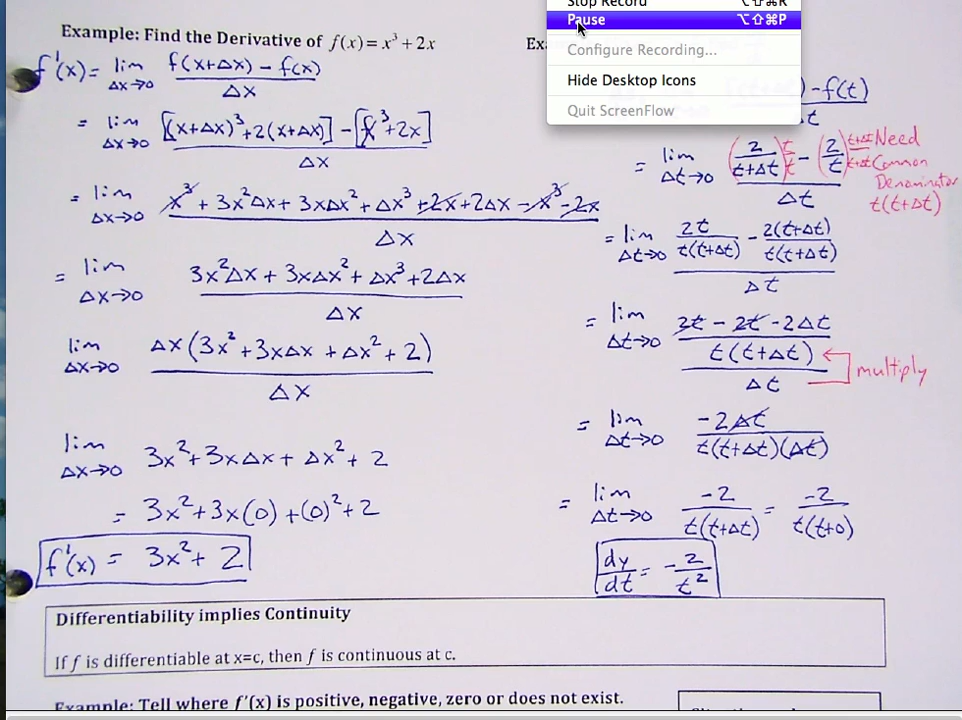 Stop Record ⌥⇧⌘R
Pause ⌥⇧⌘P
Configure Recording...
Hide Desktop Icons
Quit ScreenFlow
Example: Find the Derivative of f(x) = x³ + 2x
f'(x) = lim Δx→0 f(x+Δx) - f(x) / Δx
= lim Δx→0 [(x+Δx)³+2(x+Δx)] - [x³+2x] / Δx
= lim Δx→0 x³ + 3x²Δx + 3xΔx² + Δx³ + 2x + 2Δx - x³ - 2x / Δx
= lim Δx→0 3x²Δx + 3xΔx² + Δx³ + 2Δx / Δx
lim Δx→0 Δx(3x² + 3xΔx + Δx² + 2) / Δx
lim Δx→0 3x² + 3xΔx + Δx² + 2
= 3x² + 3x(0) + (0)² + 2
f'(x) = 3x² + 2
Ex
- f(t)
Δt
= lim Δt→0 (2 / t+Δt) t/t - (2/t) t+Δt / t+Δt / Δt
Need
Common
Denominator
t(t+Δt)
= lim Δt→0 2t / t(t+Δt) - 2(t+Δt) / t(t+Δt) / Δt
= lim Δt→0 2t - 2t - 2Δt / t(t+Δt) / Δt
multiply
= lim Δt→0 -2Δt / t(t+Δt)(Δt)
= lim Δt→0 -2 / t(t+Δt) = -2 / t(t+0)
dy/dt = -2/t²
Differentiability implies Continuity
If f is differentiable at x=c, then f is continuous at c.
Example: Tell where f'(x) is positive, negative, zero or does not exist.